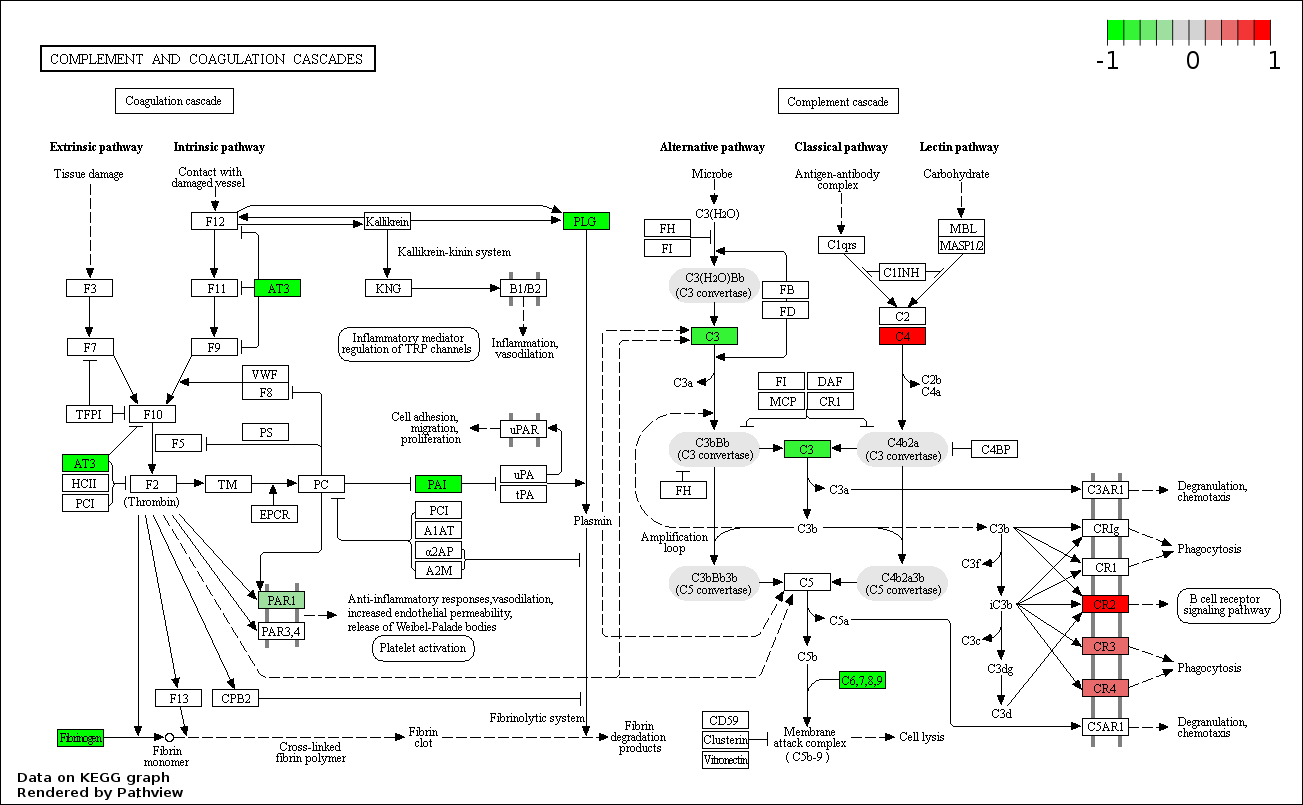 COMPLEMENT AND COAGULATION CASCADES
-1 0 1
Coagulation cascade
Complement cascade
Extrinsic pathway
Intrinsic pathway
Alternative pathway
Classical pathway
Lectin pathway
Tissue damage
Contact with
damaged vessel
Microbe
Antigen-antibody
complex
Carbohydrate
F12
Kallikrein
PLG
C3(H2O)
FH
FI
MBL
MASP1/2
C1qrs
Kallikrein-kinin system
C1INH
F3
F11
AT3
KNG
B1/B2
C3(H2O)Bb
(C3 convertase)
FB
FD
C2
C4
C3
Inflammatory mediator
regulation of TRP channels
Inflammation,
vasodilation
F7
F9
VWF
F8
C3a
FI
DAF
MCP
CR1
C2b
C4a
TFPI
F10
PS
F5
Cell adhesion,
migration,
proliferation
uPAR
C3bBb
(C3 convertase)
C3
C4b2a
(C3 convertase)
C4BP
AT3
HCII
PCI
F2
(Thrombin)
TM
PC
PAI
uPA
tPA
FH
C3a
C3AR1
Degranulation,
chemotaxis
EPCR
PCI
A1AT
α2AP
A2M
Plasmin
Amplification
loop
C3b
C3b
CRIg
Phagocytosis
C3f
CR1
C3bBb3b
(C5 convertase)
C5
C4b2a3b
(C5 convertase)
PAR1
PAR3,4
Anti-inflammatory responses,vasodilation,
increased endothelial permeability,
release of Weibel-Palade bodies
Platelet activation
iC3b
CR2
B cell receptor
signaling pathway
C5a
C3c
CR3
C5b
C3dg
Phagocytosis
C6,7,8,9
CR4
F13
CPB2
C3d
Fibrinolytic system
CD59
Clusterin
Vitronectin
C5AR1
Degranulation,
chemotaxis
Fibrinogen
Fibrin
monomer
Cross-linked
fibrin polymer
Fibrin
clot
Fibrin
degradation
products
Membrane
attack complex
( C5b-9 )
Cell lysis
Data on KEGG graph
Rendered by Pathview